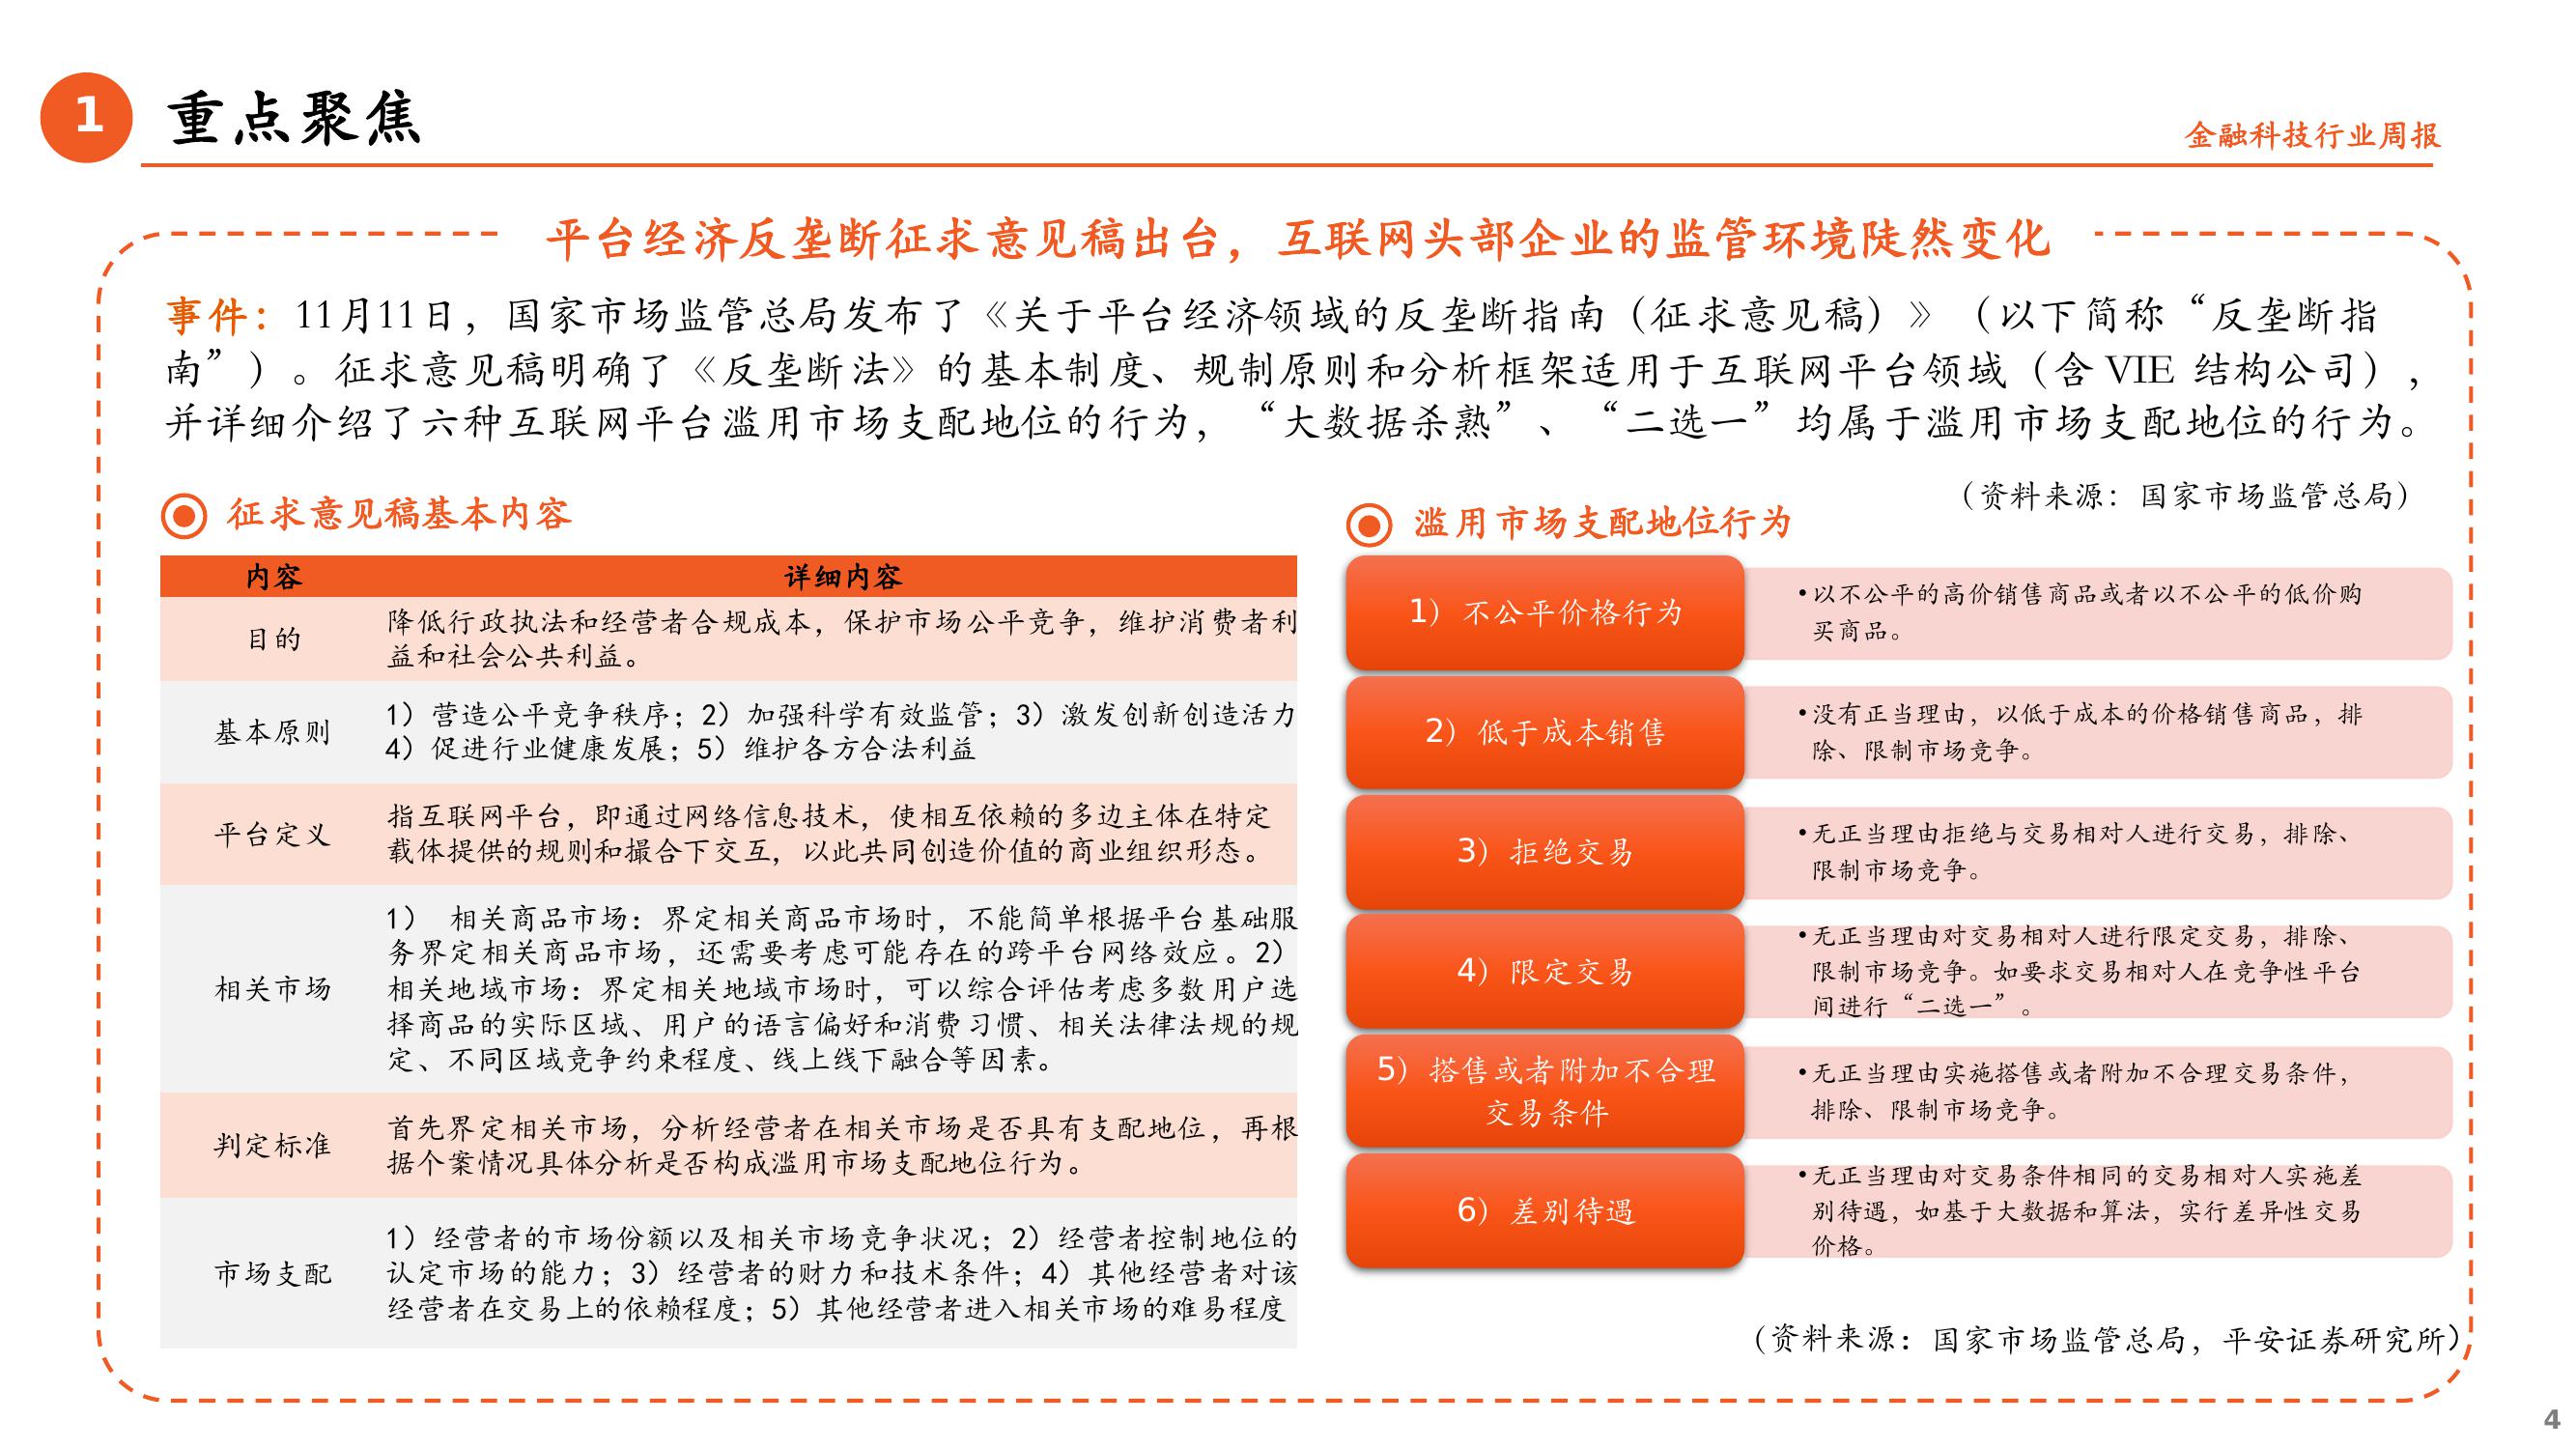 1
重点聚焦
金融科技行业周报
平台经济反垄断征求意见稿出台，互联网头部企业的监管环境陡然变化
事件：11月11日，国家市场监管总局发布了《关于平台经济领域的反垄断指南（征求意见稿）》（以下简称“反垄断指
南”）。征求意见稿明确了《反垄断法》的基本制度、规制原则和分析框架适用于互联网平台领域（含 VIE 结构公司），
并详细介绍了六种互联网平台滥用市场支配地位的行为，“大数据杀熟”、“二选一”均属于滥用市场支配地位的行为。
（资料来源：国家市场监管总局）
征求意见稿基本内容
内容 详细内容
目的
降低行政执法和经营者合规成本，保护市场公平竞争，维护消费者利
益和社会公共利益。
基本原则
1）营造公平竞争秩序；2）加强科学有效监管；3）激发创新创造活力
4）促进行业健康发展；5）维护各方合法利益
平台定义
指互联网平台，即通过网络信息技术，使相互依赖的多边主体在特定
载体提供的规则和撮合下交互，以此共同创造价值的商业组织形态。
相关市场
1） 相关商品市场：界定相关商品市场时，不能简单根据平台基础服
务界定相关商品市场，还需要考虑可能存在的跨平台网络效应。2）
相关地域市场：界定相关地域市场时，可以综合评估考虑多数用户选
择商品的实际区域、用户的语言偏好和消费习惯、相关法律法规的规
定、不同区域竞争约束程度、线上线下融合等因素。
判定标准
首先界定相关市场，分析经营者在相关市场是否具有支配地位，再根
据个案情况具体分析是否构成滥用市场支配地位行为。
市场支配
1）经营者的市场份额以及相关市场竞争状况；2）经营者控制地位的
认定市场的能力；3）经营者的财力和技术条件；4）其他经营者对该
经营者在交易上的依赖程度；5）其他经营者进入相关市场的难易程度
滥用市场支配地位行为
1）不公平价格行为
•以不公平的高价销售商品或者以不公平的低价购
买商品。
2）低于成本销售
•没有正当理由，以低于成本的价格销售商品，排
除、限制市场竞争。
3）拒绝交易
•无正当理由拒绝与交易相对人进行交易，排除、
限制市场竞争。
4）限定交易
•无正当理由对交易相对人进行限定交易，排除、
限制市场竞争。如要求交易相对人在竞争性平台
间进行“二选一”。
5）搭售或者附加不合理
交易条件
•无正当理由实施搭售或者附加不合理交易条件，
排除、限制市场竞争。
6）差别待遇
•无正当理由对交易条件相同的交易相对人实施差
别待遇，如基于大数据和算法，实行差异性交易
价格。
（资料来源：国家市场监管总局，平安证券研究所）
4